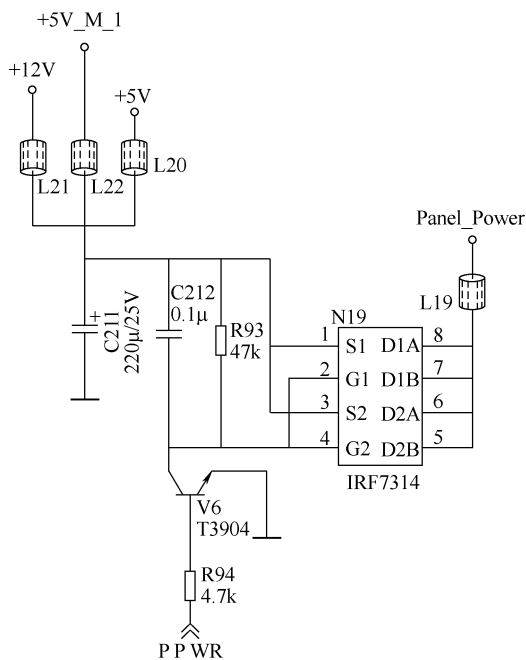 +5V_M_1
+12V
+5V
L21
L22
L20
Panel_Power
L19
C211
220μ/25V
+
C212
0.1μ
R93
47k
N19
1 S1 D1A 8
2 G1 D1B 7
3 S2 D2A 6
4 G2 D2B 5
IRF7314
V6
T3904
R94
4.7k
P P WR